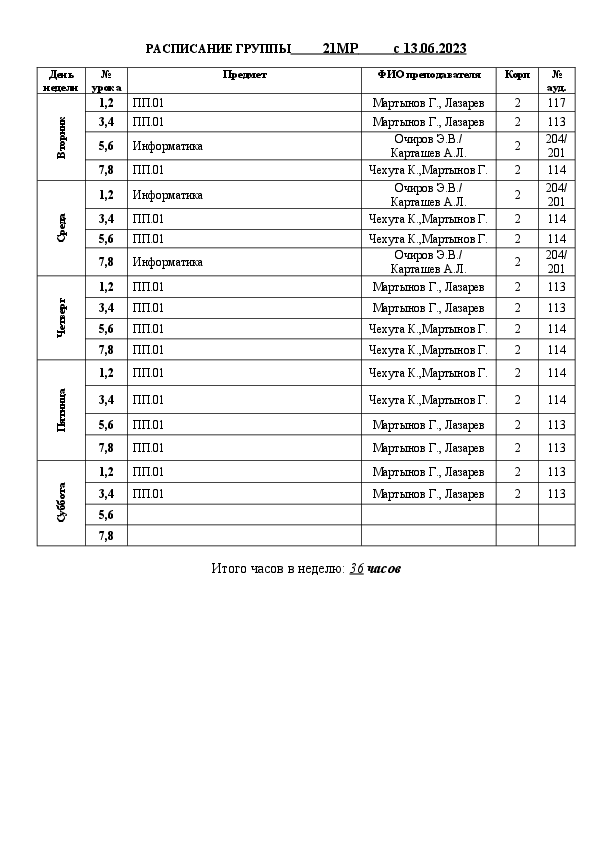 РАСПИСАНИЕ ГРУППЫ 21МР с 13.06.2023
День недели № урока Предмет ФИО преподавателя Корп № ауд.
Вторник
1,2 ПП.01 Мартынов Г., Лазарев 2 117
3,4 ПП.01 Мартынов Г., Лазарев 2 113
5,6 Информатика Очиров Э.В./ Карташев А.Л. 2 204/ 201
7,8 ПП.01 Чехута К.,Мартынов Г. 2 114
Среда
1,2 Информатика Очиров Э.В./ Карташев А.Л. 2 204/ 201
3,4 ПП.01 Чехута К.,Мартынов Г. 2 114
5,6 ПП.01 Чехута К.,Мартынов Г. 2 114
7,8 Информатика Очиров Э.В./ Карташев А.Л. 2 204/ 201
Четверг
1,2 ПП.01 Мартынов Г., Лазарев 2 113
3,4 ПП.01 Мартынов Г., Лазарев 2 113
5,6 ПП.01 Чехута К.,Мартынов Г. 2 114
7,8 ПП.01 Чехута К.,Мартынов Г. 2 114
Пятница
1,2 ПП.01 Чехута К.,Мартынов Г. 2 114
3,4 ПП.01 Чехута К.,Мартынов Г. 2 114
5,6 ПП.01 Мартынов Г., Лазарев 2 113
7,8 ПП.01 Мартынов Г., Лазарев 2 113
Суббота
1,2 ПП.01 Мартынов Г., Лазарев 2 113
3,4 ПП.01 Мартынов Г., Лазарев 2 113
5,6
7,8
Итого часов в неделю: 36 часов